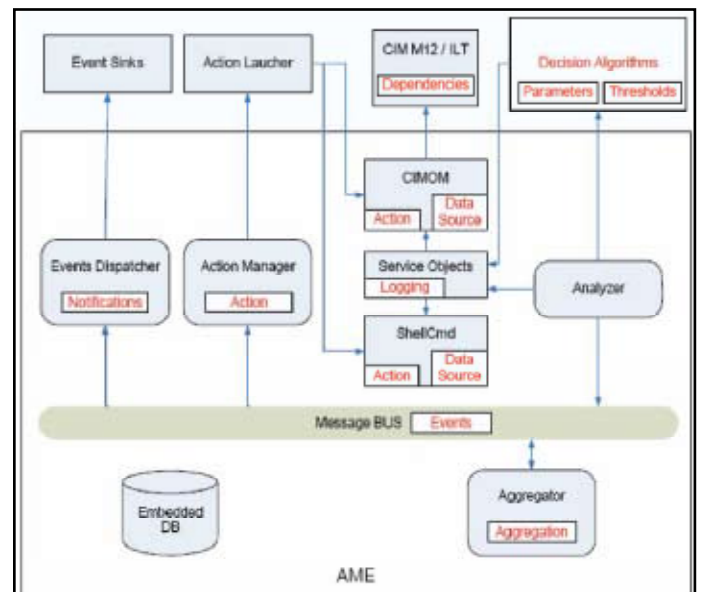 Event Sinks
Action Laucher
CIM M12 / ILT
Dependencies
Decision Algorithms
Parameters
Thresholds
CIMOM
Action
Data
Source
Events Dispatcher
Notifications
Action Manager
Action
Service Objects
Logging
Analyzer
ShellCmd
Action
Data
Source
Message BUS
Events
Embedded
DB
Aggregator
Aggregation
AME